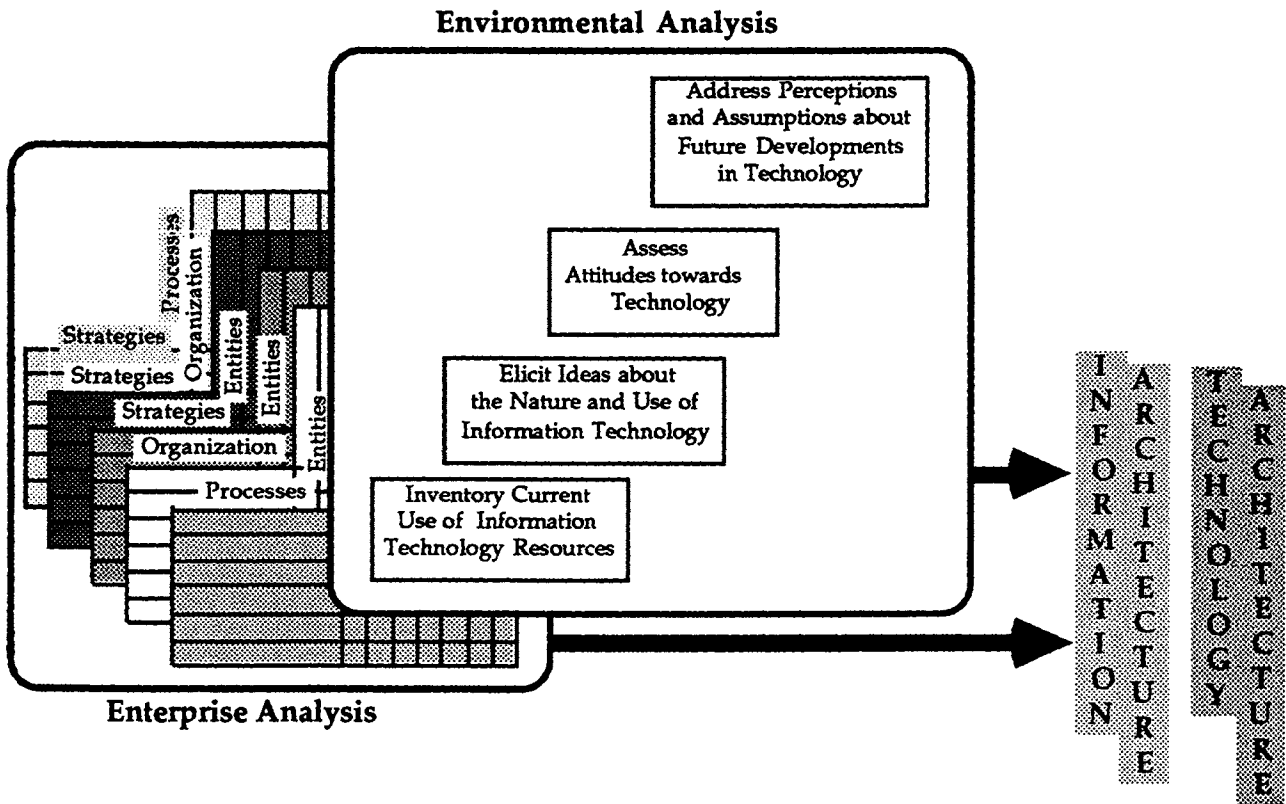 Environmental Analysis
Address Perceptions
and Assumptions about
Future Developments
in Technology
Assess
Attitudes towards
Technology
Elicit Ideas about
the Nature and Use of
Information Technology
Inventory Current
Use of Information
Technology Resources
Processes
Organization
Entities
Entities
Entities
Strategies
Strategies
Strategies
Organization
Processes
Enterprise Analysis
INFORMATION
ARCHITECTURE
TECHNOLOGY
ARCHITECTURE